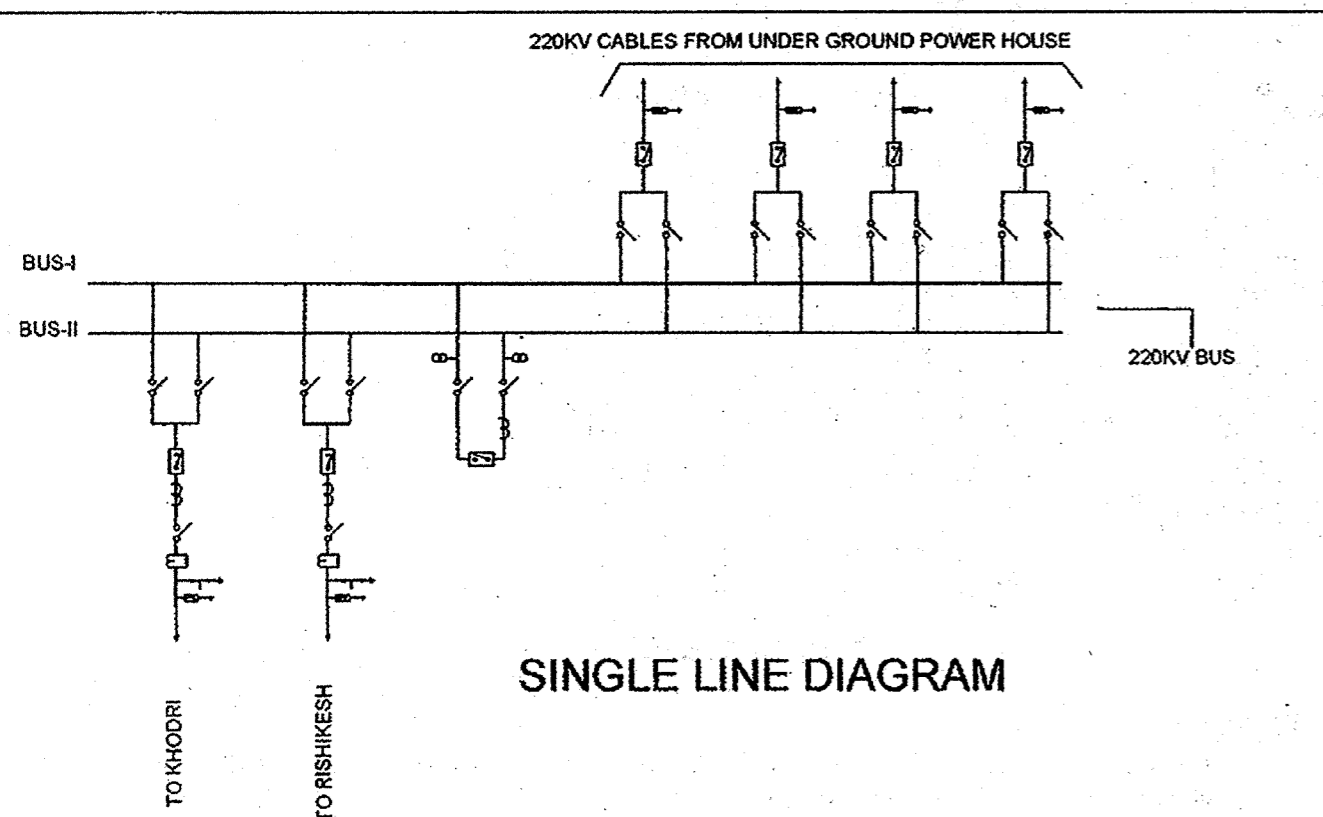 220KV CABLES FROM UNDER GROUND POWER HOUSE
BUS-I
BUS-II
220KV BUS
SINGLE LINE DIAGRAM
TO KHODRI
TO RISHIKESH